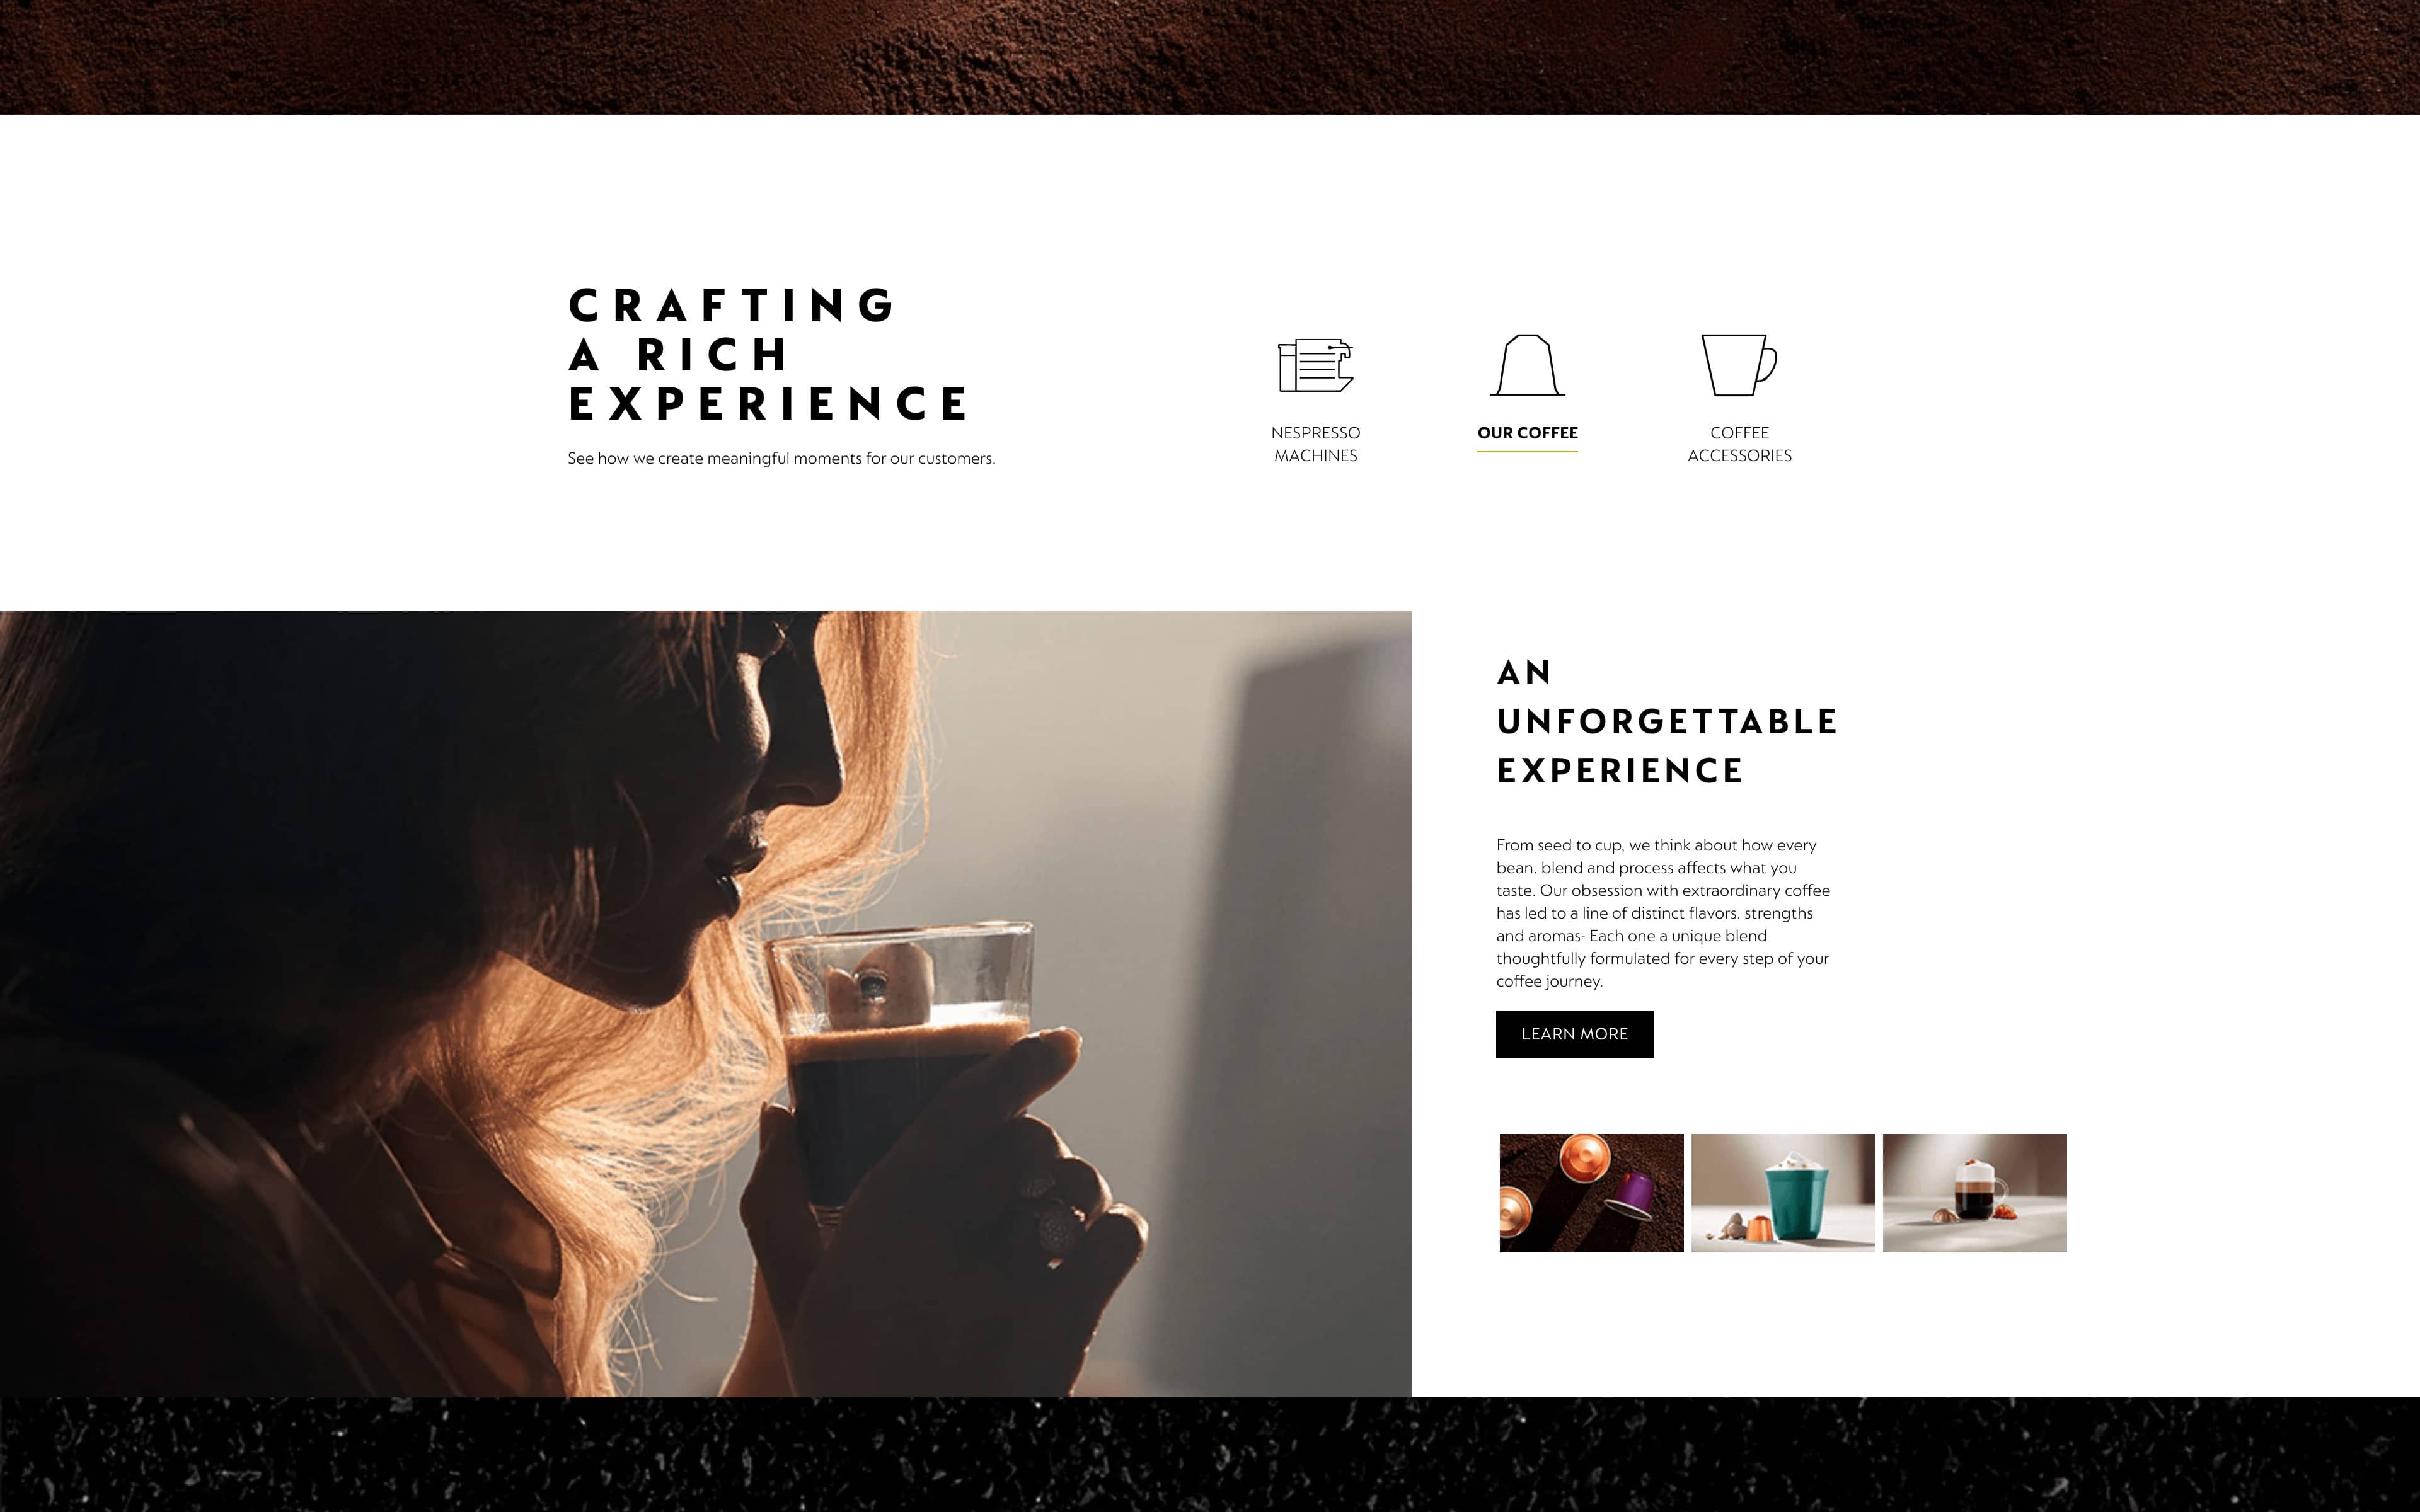 CRAFTING
A RICH
EXPERIENCE
See how we create meaningful moments for our customers.
NESPRESSO
MACHINES
OUR COFFEE
COFFEE
ACCESSORIES
AN
UNFORGETTABLE
EXPERIENCE
From seed to cup, we think about how every
bean. blend and process affects what you
taste. Our obsession with extraordinary coffee
has led to a line of distinct flavors. strengths
and aromas- Each one a unique blend
thoughtfully formulated for every step of your
coffee journey.
LEARN MORE